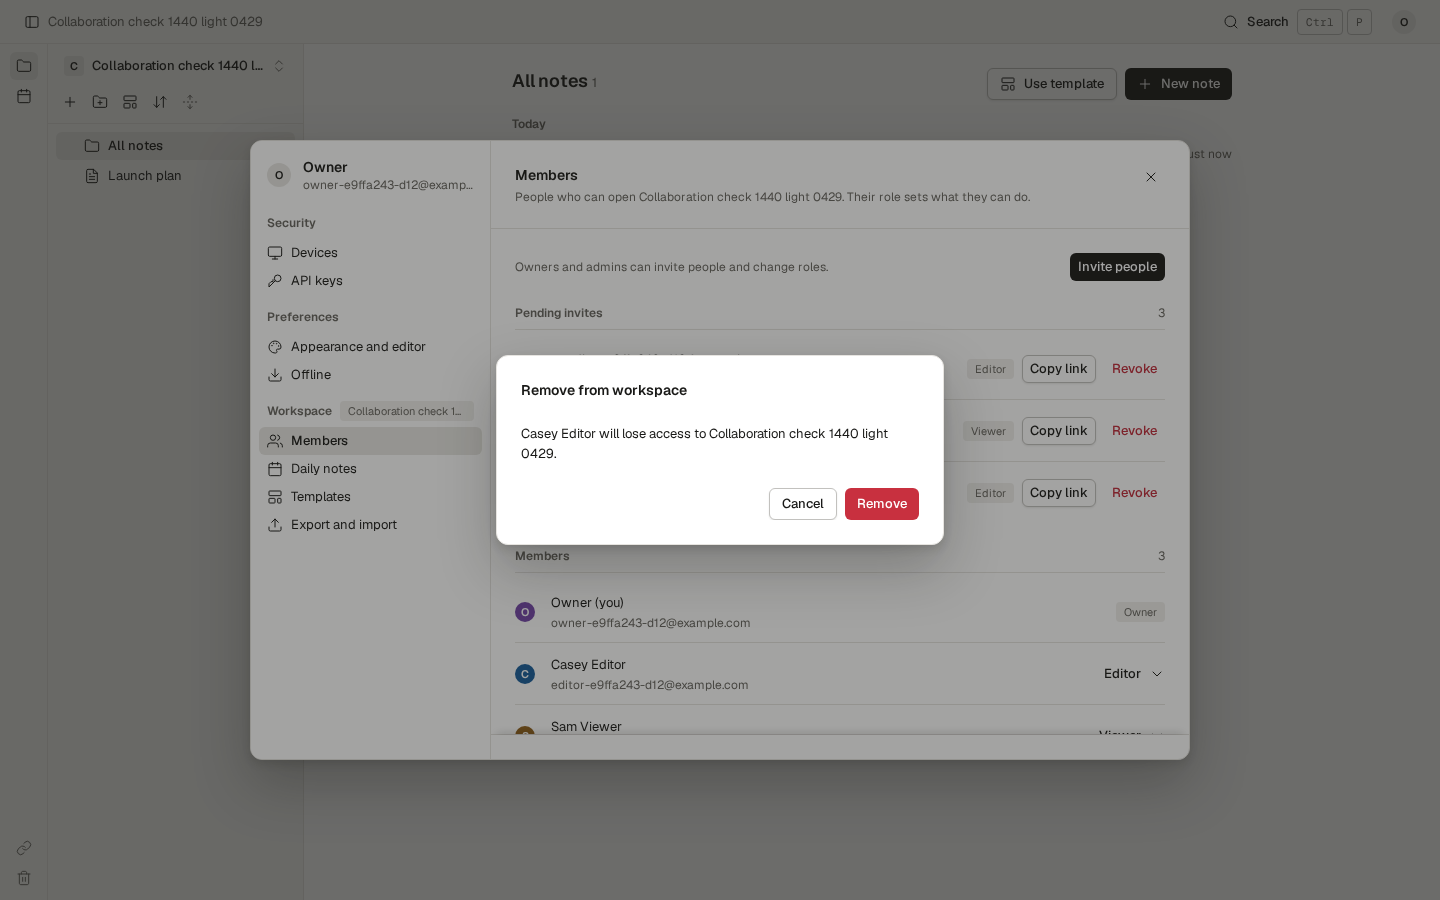 Collaboration check 1440 light 0429
Search Ctrl P O
C Collaboration check 1440 l...
All notes 1
Use template
New note
Today
All notes
Launch plan
just now
O Owner
owner-e9ffa243-d12@examp...
Security
Devices
API keys
Preferences
Appearance and editor
Offline
Workspace Collaboration check 1...
Members
Daily notes
Templates
Export and import
Members
People who can open Collaboration check 1440 light 0429. Their role sets what they can do.
Owners and admins can invite people and change roles.
Invite people
Pending invites 3
Editor Copy link Revoke
Viewer Copy link Revoke
Editor Copy link Revoke
Remove from workspace
Casey Editor will lose access to Collaboration check 1440 light
0429.
Cancel Remove
Members 3
O Owner (you)
owner-e9ffa243-d12@example.com
Owner
C Casey Editor
editor-e9ffa243-d12@example.com
Editor
Sam Viewer
Viewer